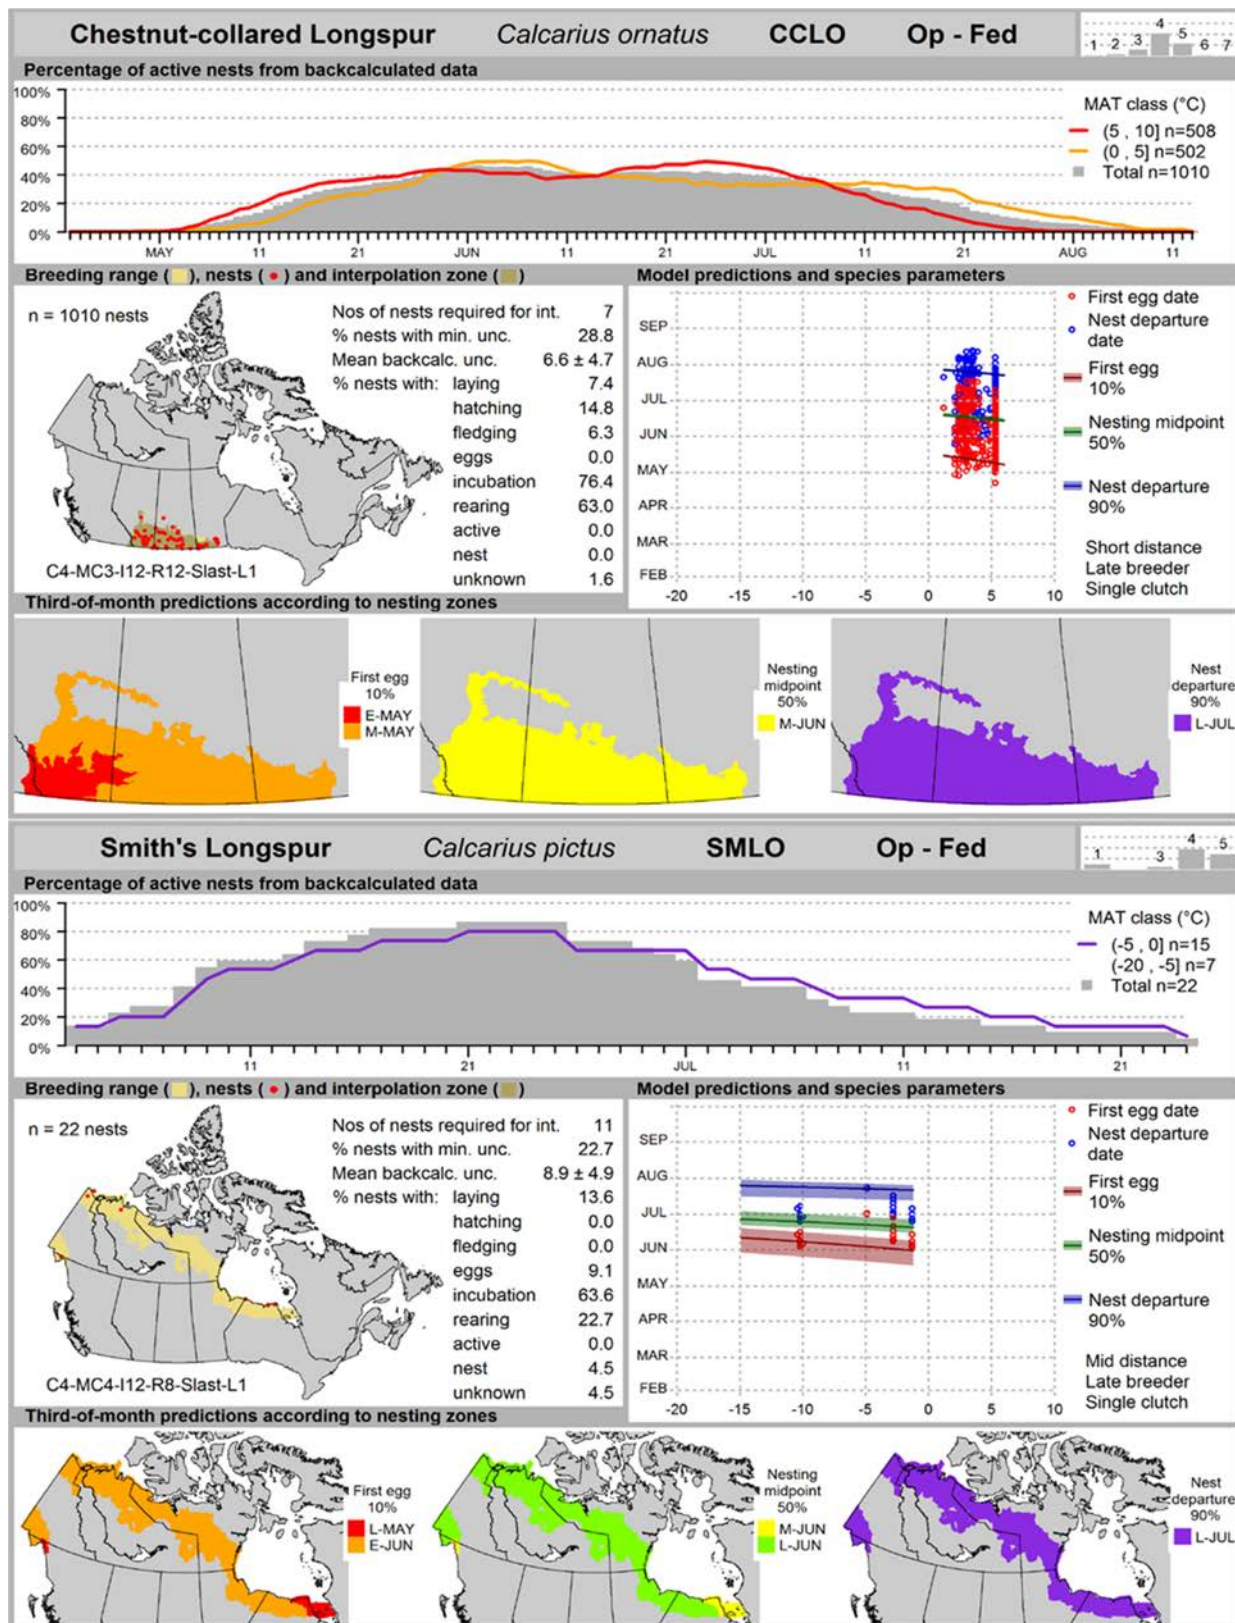 Chestnut-collared Longspur Calcarius ornatus CCLO Op - Fed
1 2 3 4 5 6 7
Percentage of active nests from backcalculated data
100%
80%
60%
40%
20%
0%
MAT class (°C)
(5 , 10] n=508
(0 , 5] n=502
Total n=1010
MAY 11 21 JUN 11 21 JUL 11 21 AUG 11
Breeding range ( ), nests ( ) and interpolation zone ( )
n = 1010 nests
Nos of nests required for int. 7
% nests with min. unc. 28.8
Mean backcalc. unc. 6.6 ± 4.7
% nests with: laying 7.4
hatching 14.8
fledging 6.3
eggs 0.0
incubation 76.4
rearing 63.0
active 0.0
nest 0.0
unknown 1.6
C4-MC3-I12-R12-Slast-L1
Model predictions and species parameters
SEP
AUG
JUL
JUN
MAY
APR
MAR
FEB
-20 -15 -10 -5 0 5 10
First egg date
Nest departure
date
First egg
10%
Nesting midpoint
50%
Nest departure
90%
Short distance
Late breeder
Single clutch
Third-of-month predictions according to nesting zones
First egg
10%
E-MAY
M-MAY
Nesting
midpoint
50%
M-JUN
Nest
departure
90%
L-JUL
Smith's Longspur Calcarius pictus SMLO Op - Fed
1 3 4 5
Percentage of active nests from backcalculated data
100%
80%
60%
40%
20%
0%
MAT class (°C)
(-5 , 0] n=15
(-20 , -5] n=7
Total n=22
11 21 JUL 11 21
Breeding range ( ), nests ( ) and interpolation zone ( )
n = 22 nests
Nos of nests required for int. 11
% nests with min. unc. 22.7
Mean backcalc. unc. 8.9 ± 4.9
% nests with: laying 13.6
hatching 0.0
fledging 0.0
eggs 9.1
incubation 63.6
rearing 22.7
active 0.0
nest 4.5
unknown 4.5
C4-MC4-I12-R8-Slast-L1
Model predictions and species parameters
SEP
AUG
JUL
JUN
MAY
APR
MAR
FEB
-20 -15 -10 -5 0 5 10
First egg date
Nest departure
date
First egg
10%
Nesting midpoint
50%
Nest departure
90%
Mid distance
Late breeder
Single clutch
Third-of-month predictions according to nesting zones
First egg
10%
L-MAY
E-JUN
Nesting
midpoint
50%
M-JUN
L-JUN
Nest
departure
90%
L-JUL